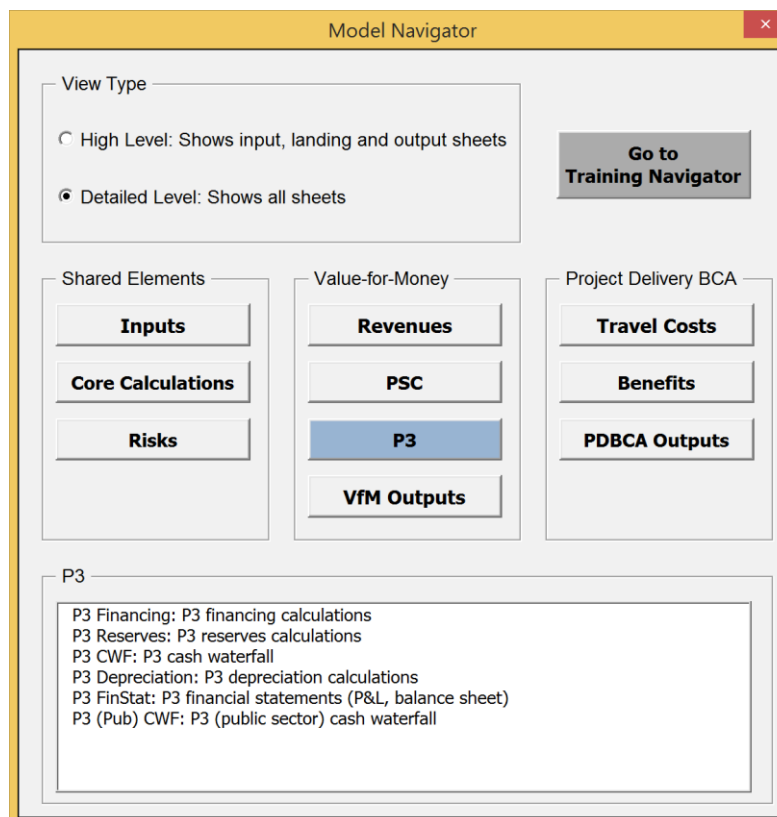 Model Navigator
×
View Type
High Level: Shows input, landing and output sheets
Detailed Level: Shows all sheets
Go to
Training Navigator
Shared Elements
Inputs
Core Calculations
Risks
Value-for-Money
Revenues
PSC
P3
VfM Outputs
Project Delivery BCA
Travel Costs
Benefits
PDBCA Outputs
P3
P3 Financing: P3 financing calculations
P3 Reserves: P3 reserves calculations
P3 CWF: P3 cash waterfall
P3 Depreciation: P3 depreciation calculations
P3 FinStat: P3 financial statements (P&L, balance sheet)
P3 (Pub) CWF: P3 (public sector) cash waterfall